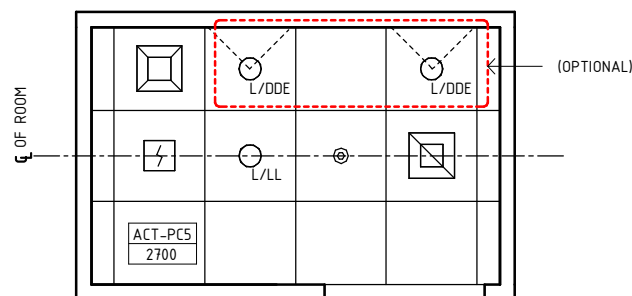 L/DDE
L/DDE
(OPTIONAL)
℄ OF ROOM
L/LL
ACT-PC5
2700